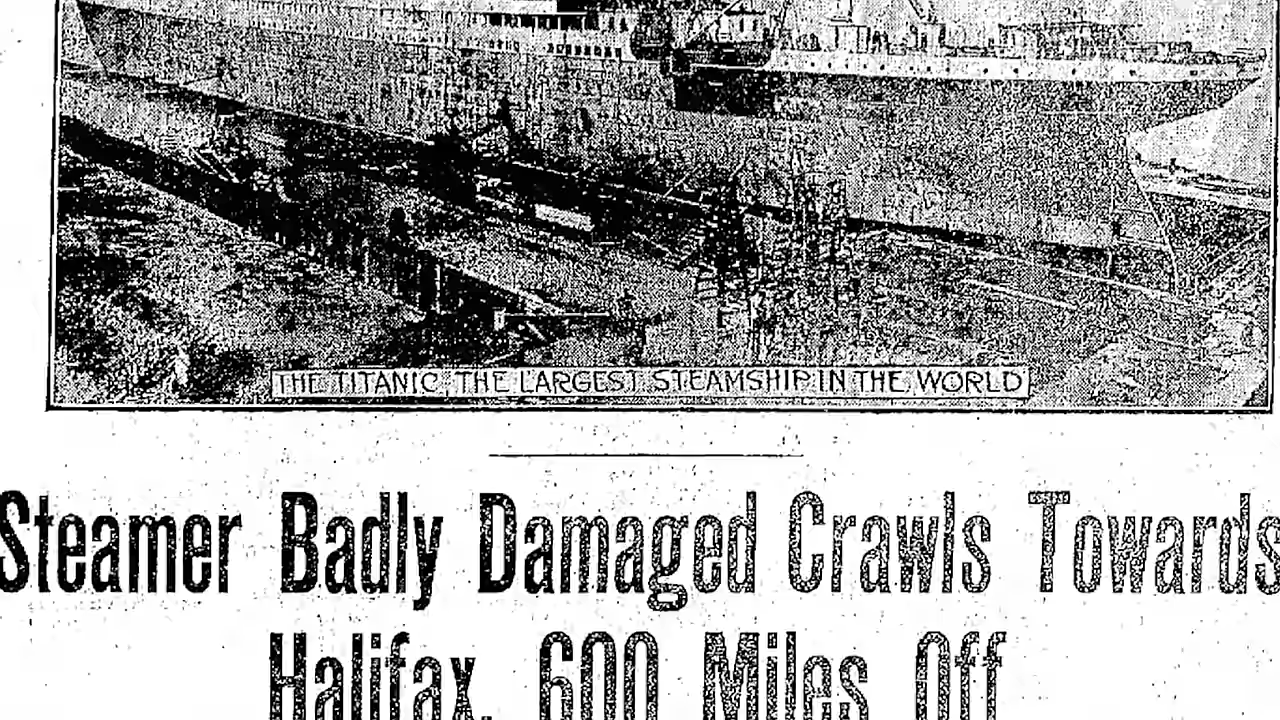 THE TITANIC, THE LARGEST STEAMSHIP IN THE WORLD
Steamer Badly Damaged Crawls Towards
Halifax, 600 Miles Off